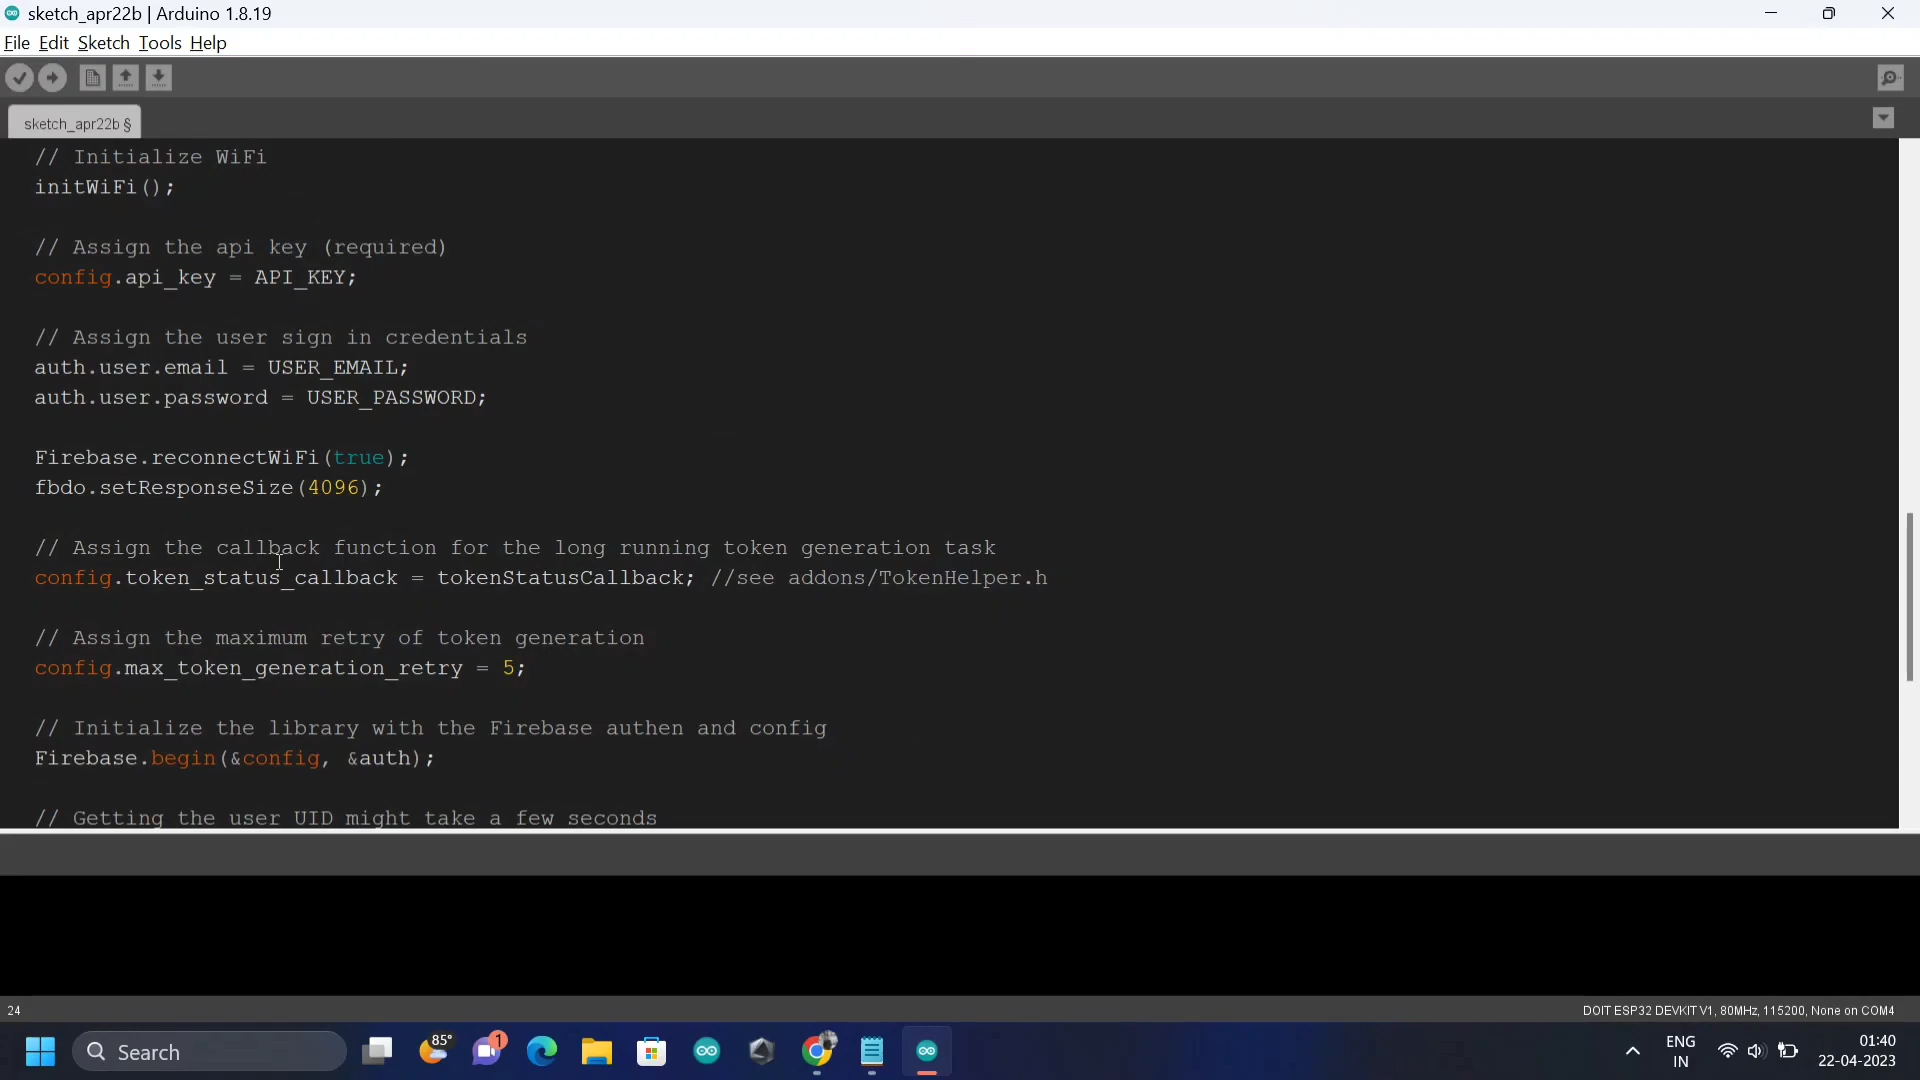 sketch_apr22b | Arduino 1.8.19
File Edit Sketch Tools Help
sketch_apr22b §
// Initialize WiFi
initWiFi();
// Assign the api key (required)
config.api_key = API_KEY;
// Assign the user sign in credentials
auth.user.email = USER_EMAIL;
auth.user.password = USER_PASSWORD;
Firebase.reconnectWiFi(true);
fbdo.setResponseSize(4096);
// Assign the callback function for the long running token generation task
config.token_status_callback = tokenStatusCallback; //see addons/TokenHelper.h
// Assign the maximum retry of token generation
config.max_token_generation_retry = 5;
// Initialize the library with the Firebase authen and config
Firebase.begin(&config, &auth);
// Getting the user UID might take a few seconds
24
DOIT ESP32 DEVKIT V1, 80MHz, 115200, None on COM4
Search
85°
1
ENG
IN
01:40
22-04-2023